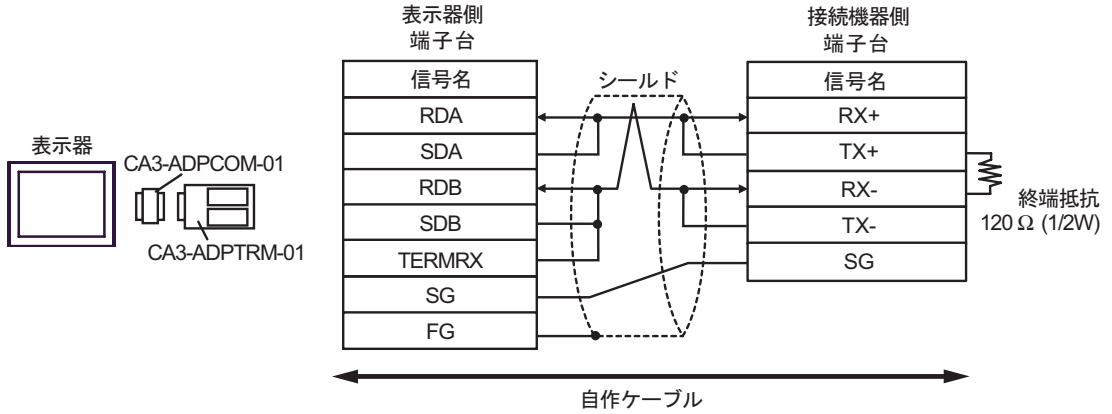 表示器
CA3-ADPCOM-01
CA3-ADPTRM-01
表示器側
端子台
信号名
RDA
SDA
RDB
SDB
TERMRX
SG
FG
シールド
接続機器側
端子台
信号名
RX+
TX+
RX-
TX-
SG
終端抵抗
120 Ω (1/2W)
自作ケーブル